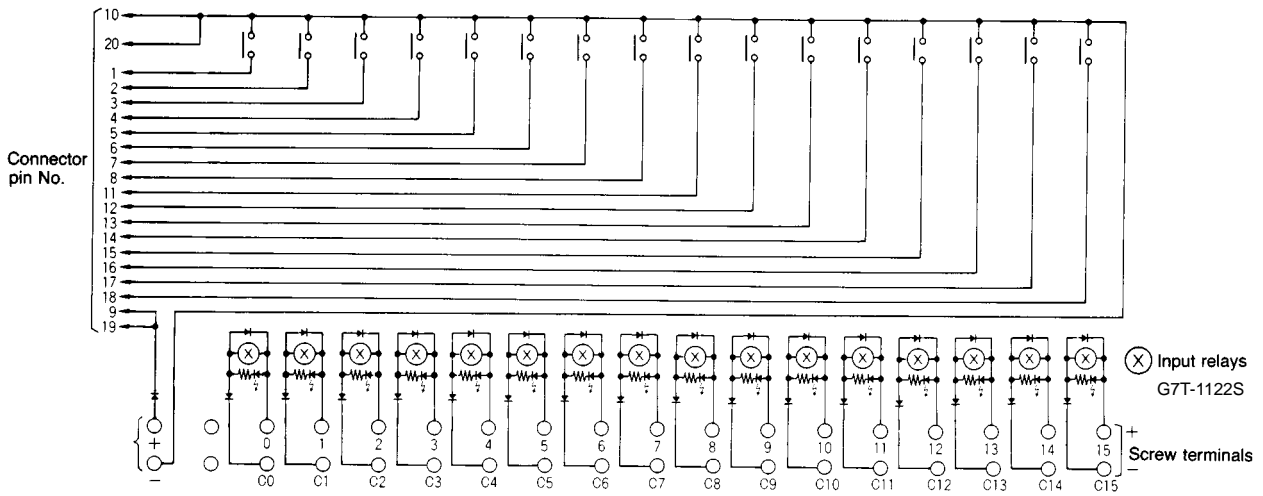 10
20
1
2
3
4
5
6
7
8
11
12
13
14
15
16
17
18
9
19
Connector
pin No.
X X X X X X X X X X X X X X X X
X Input relays
G7T-1122S
+ 0 1 2 3 4 5 6 7 8 9 10 11 12 13 14 15 +
Screw terminals
− C0 C1 C2 C3 C4 C5 C6 C7 C8 C9 C10 C11 C12 C13 C14 C15 −